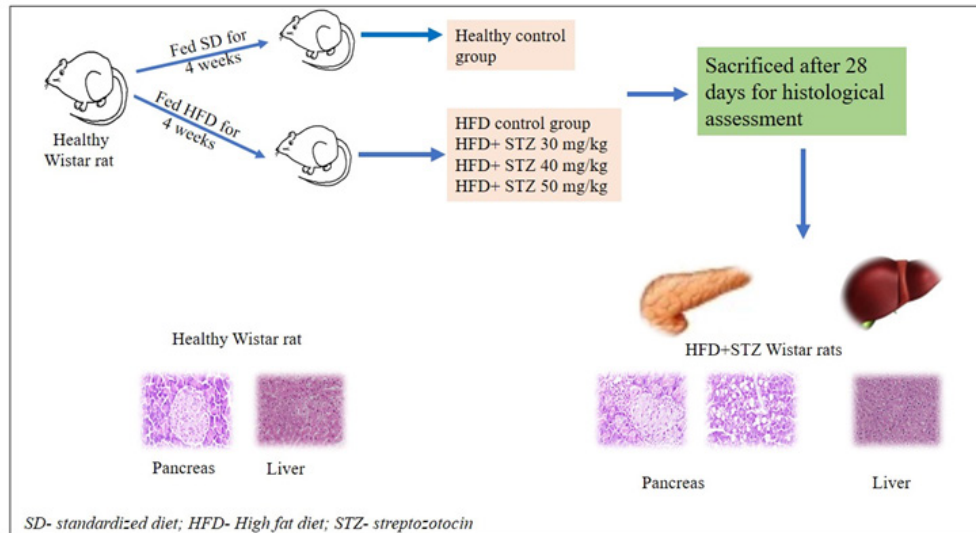 Fed SD for
4 weeks
Healthy control
group
Healthy
Wistar rat
Fed HFD for
4 weeks
HFD control group
HFD+ STZ 30 mg/kg
HFD+ STZ 40 mg/kg
HFD+ STZ 50 mg/kg
Sacrificed after 28
days for histological
assessment
Healthy Wistar rat
HFD+STZ Wistar rats
Pancreas
Liver
Pancreas
Liver
SD- standardized diet; HFD- High fat diet; STZ- streptozotocin